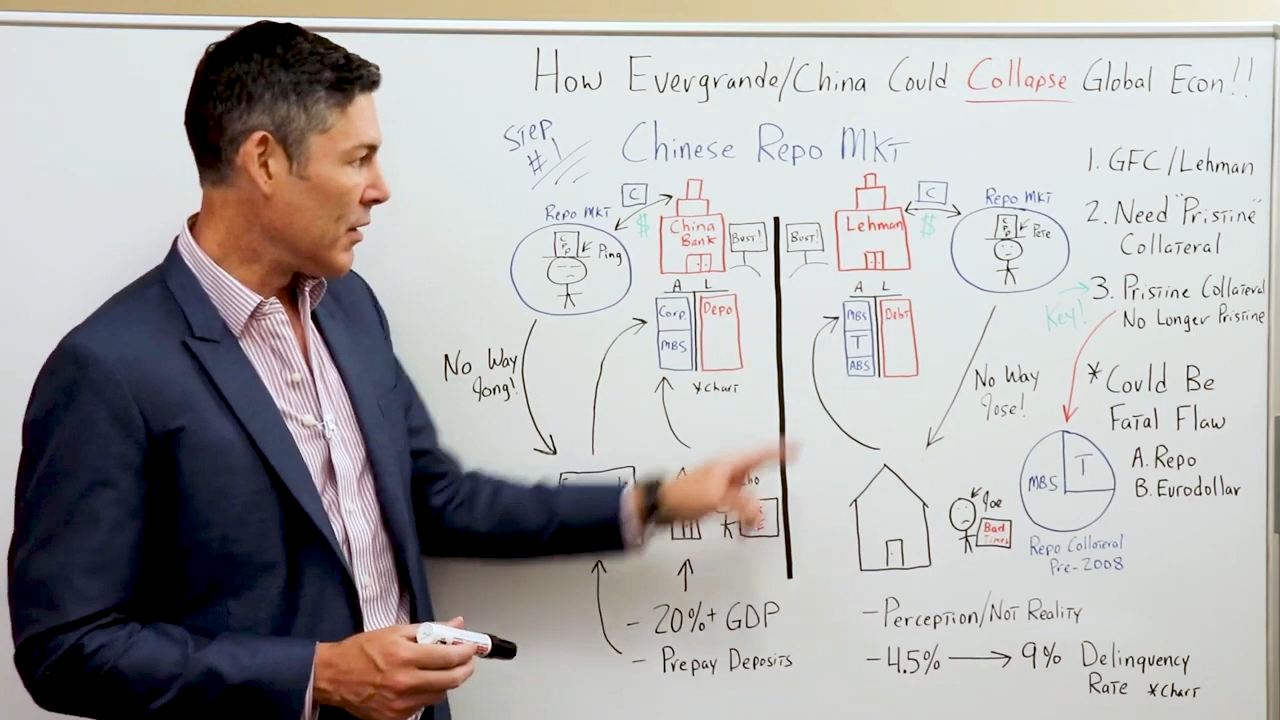 How Evergrande/China Could Collapse Global Econ!!
STEP #1
Chinese Repo MKT
Repo MKT
C
$
Ping
China
Bank
Bust!
A L
Corp
MBS
Depo
*Chart
No Way
Jong!
- 20%+ GDP
- Prepay Deposits
Bust!
Lehman
C
$
Repo MKT
Pete
A L
MBS
T
ABS
Debt
No Way
Jose!
Joe
Bad
Times
- Perception/Not Reality
- 4.5% → 9% Delinquency
Rate *Chart
1. GFC/Lehman
2. Need "Pristine"
Collateral
Key!
3. Pristine Collateral
No Longer Pristine
* Could Be
Fatal Flaw
A. Repo
B. Eurodollar
MBS
T
Repo Collateral
Pre-2008